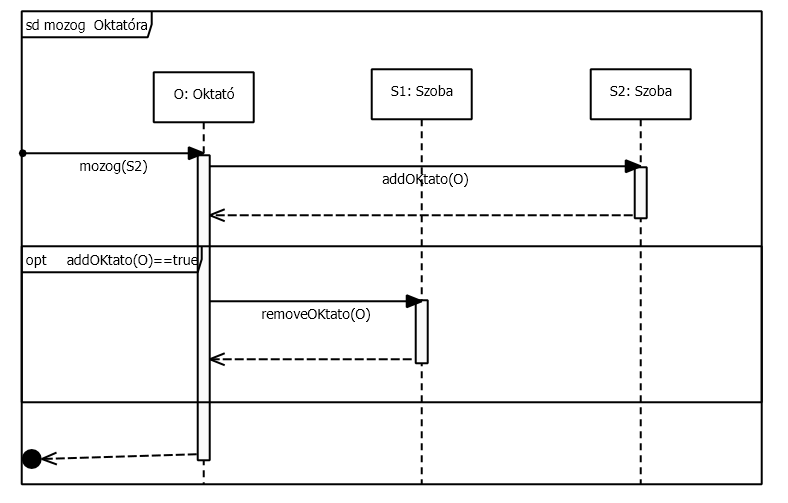 sd mozog Oktatóra
O: Oktató
S1: Szoba
S2: Szoba
mozog(S2)
addOKtato(O)
opt addOKtato(O)==true
removeOKtato(O)